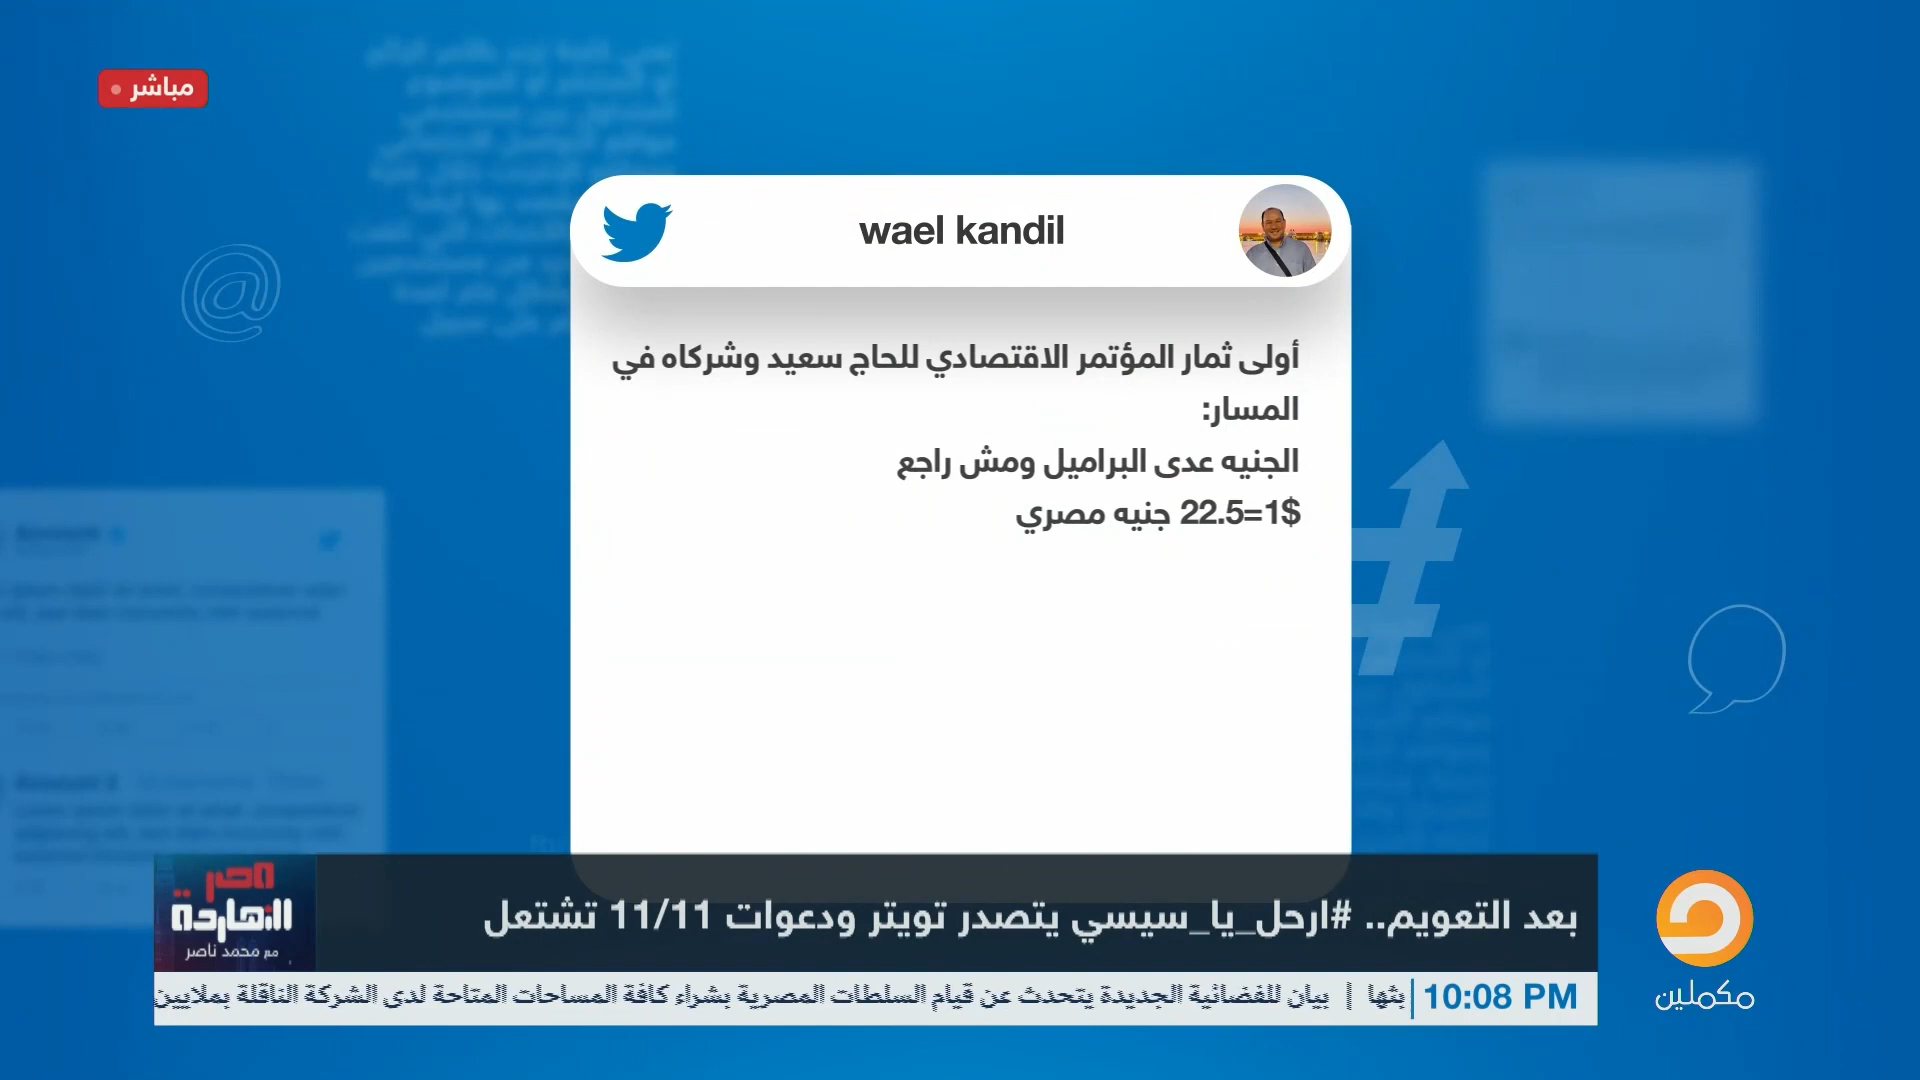 مباشر
wael kandil
أولى ثمار المؤتمر الاقتصادي للحاج سعيد وشركاه في
المسار:
الجنيه عدى البراميل ومش راجع
1$=22.5 جنيه مصري
بعد التعويم.. #ارحل_يا_سيسي يتصدر تويتر ودعوات 11/11 تشتعل
مصر
النهاردة
مع محمد ناصر
10:08 PM
بثها | بيان للفضائية الجديدة يتحدث عن قيام السلطات المصرية بشراء كافة المساحات المتاحة لدى الشركة الناقلة بملايين
مكملين